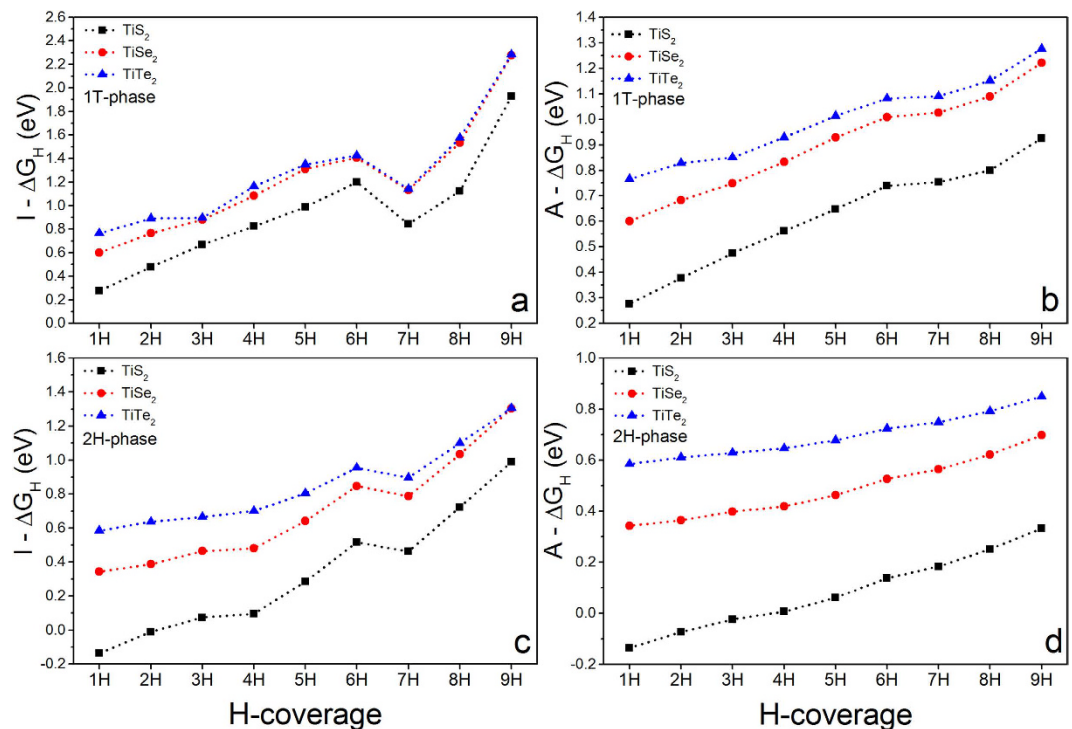 I - ΔG_H (eV)
2.6
2.4
2.2
2.0
1.8
1.6
1.4
1.2
1.0
0.8
0.6
0.4
0.2
0.0
TiS₂
TiSe₂
TiTe₂
1T-phase
a
1H 2H 3H 4H 5H 6H 7H 8H 9H
A - ΔG_H (eV)
1.4
1.3
1.2
1.1
1.0
0.9
0.8
0.7
0.6
0.5
0.4
0.3
0.2
TiS₂
TiSe₂
TiTe₂
1T-phase
b
1H 2H 3H 4H 5H 6H 7H 8H 9H
I - ΔG_H (eV)
1.6
1.4
1.2
1.0
0.8
0.6
0.4
0.2
0.0
-0.2
TiS₂
TiSe₂
TiTe₂
2H-phase
c
1H 2H 3H 4H 5H 6H 7H 8H 9H
H-coverage
A - ΔG_H (eV)
1.0
0.8
0.6
0.4
0.2
0.0
-0.2
TiS₂
TiSe₂
TiTe₂
2H-phase
d
1H 2H 3H 4H 5H 6H 7H 8H 9H
H-coverage